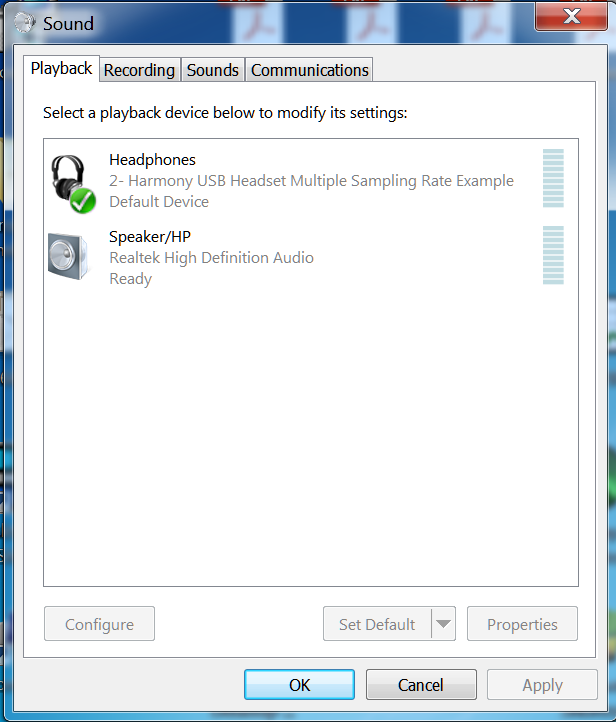 Sound
Playback Recording Sounds Communications
Select a playback device below to modify its settings:
Headphones
2- Harmony USB Headset Multiple Sampling Rate Example
Default Device
Speaker/HP
Realtek High Definition Audio
Ready
Configure Set Default Properties
OK Cancel Apply